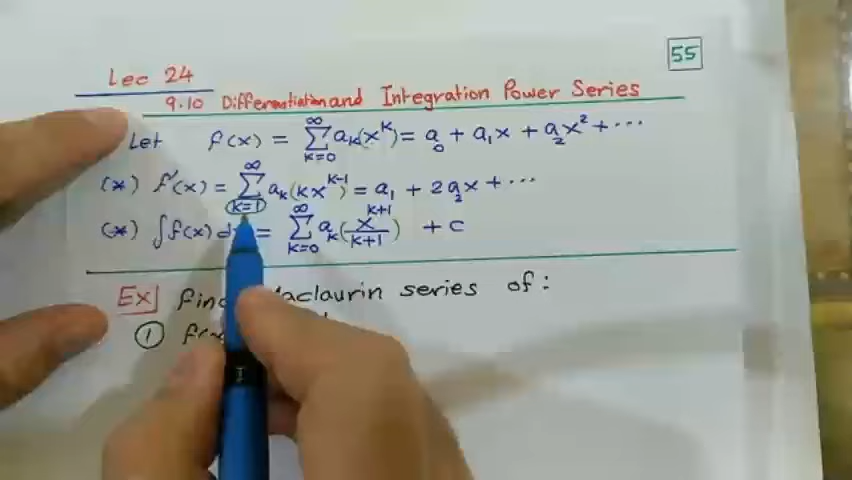 55
Lec 24
9.10 Differentiation and Integration Power Series
Let f(x) = ∑_{k=0}^{∞} a_k(x^k) = a_0 + a_1x + a_2x^2 + ...
(*) f'(x) = ∑_{k=1}^{∞} a_k(kx^{k-1}) = a_1 + 2a_2x + ...
(*) ∫f(x)d = ∑_{k=0}^{∞} a_k(x^{k+1}/(k+1)) + c
Ex Find Maclaurin series of:
①